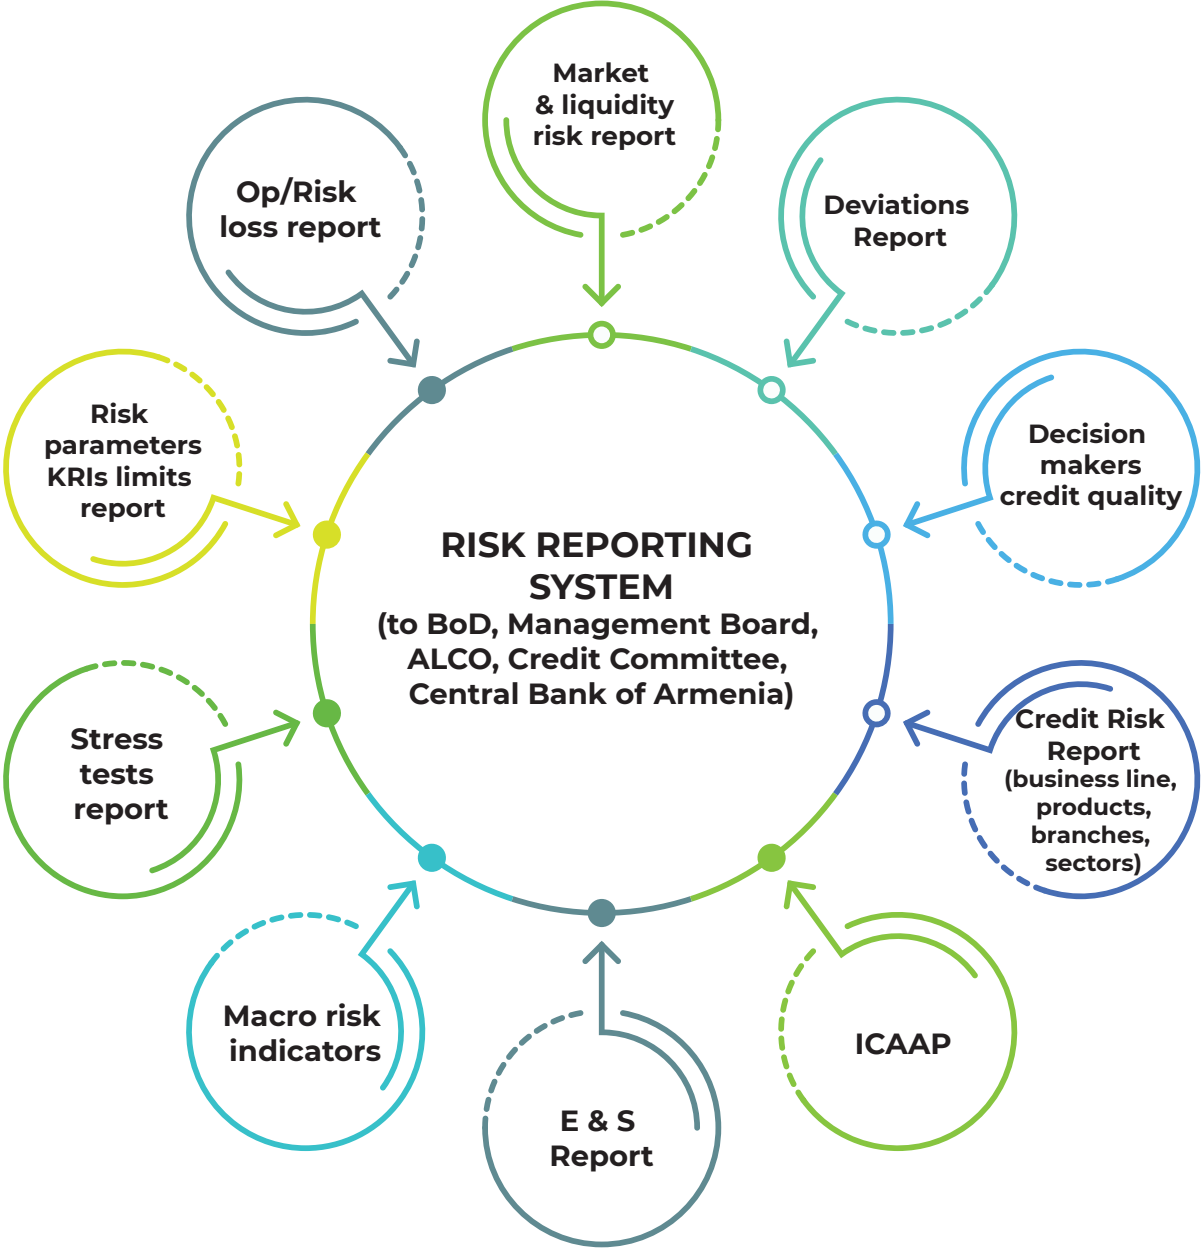 Market
& liquidity
risk report
Deviations
Report
Decision
makers
credit quality
Credit Risk
Report
(business line,
products,
branches,
sectors)
ICAAP
E & S
Report
Macro risk
indicators
Stress
tests
report
Risk
parameters
KRIs limits
report
Op/Risk
loss report
RISK REPORTING
SYSTEM
(to BoD, Management Board,
ALCO, Credit Committee,
Central Bank of Armenia)